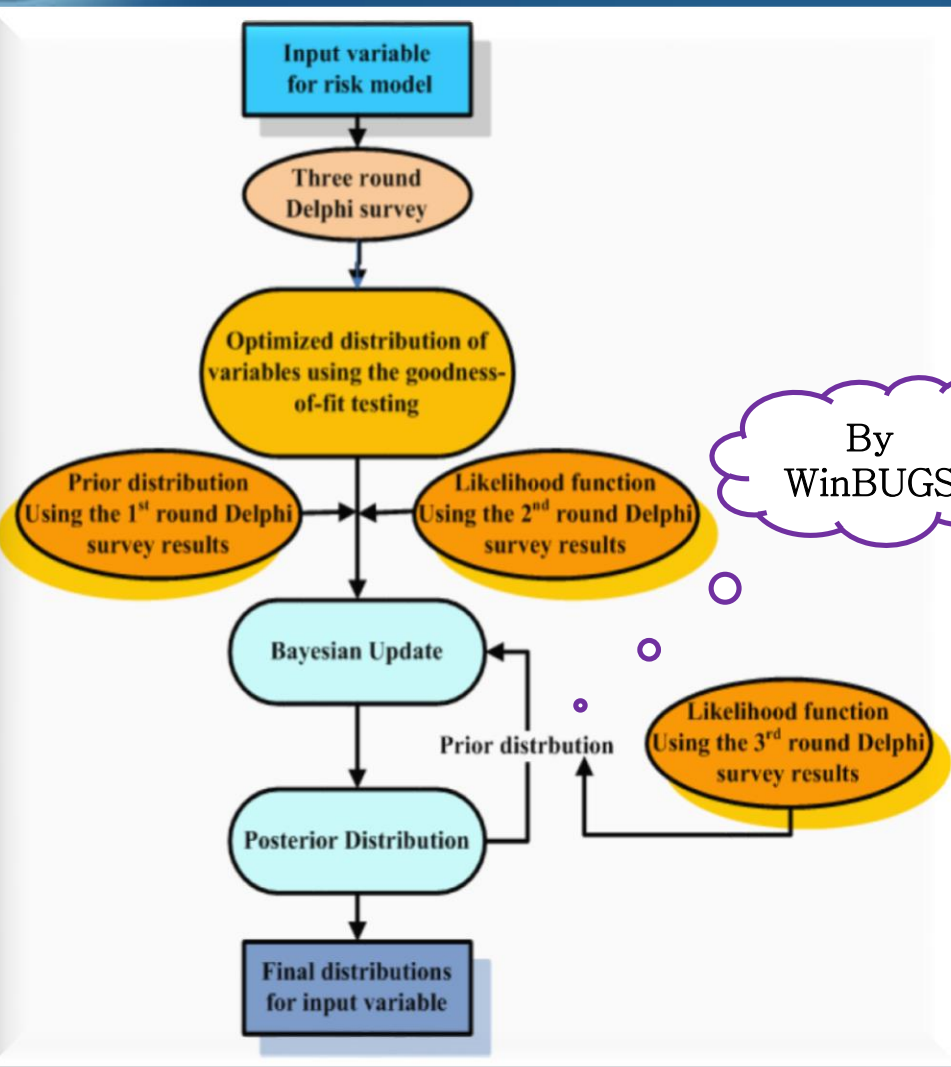 Input variable
for risk model
Three round
Delphi survey
Optimized distribution of
variables using the goodness-
of-fit testing
Prior distribution
Using the 1st round Delphi
survey results
Likelihood function
Using the 2nd round Delphi
survey results
By
WinBUGS
Bayesian Update
Likelihood function
Using the 3rd round Delphi
survey results
Prior distrbution
Posterior Distribution
Final distributions
for input variable